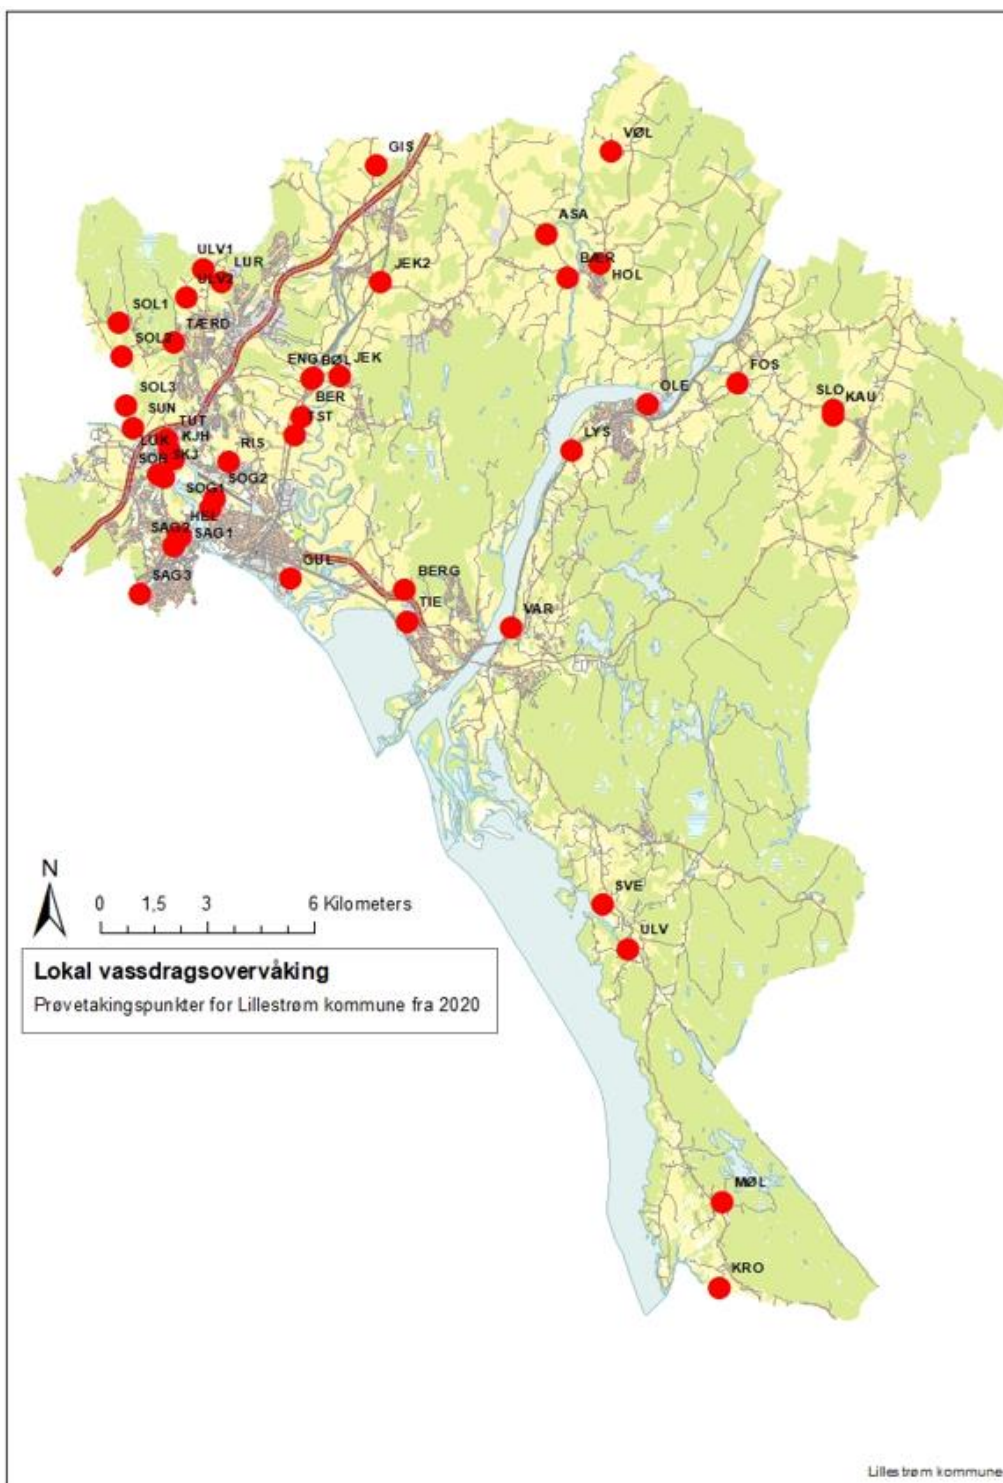 VØL
GIS
ASA
ULV1
LUR
BÆR
HOL
JEK2
ULV2
SOL1
TÆRD
SOL2
ENG
BØL
JEK
FOS
OLE
SLO
KAU
BER
SOL3
SUN
TUT
TST
KJH
LUK
RIS
LYS
SKJ
SOG2
SOG1
HEL
SAG2
SAG1
GUL
SAG3
BERG
TIE
VAR
N
0 1,5 3 6 Kilometers
SVE
ULV
Lokal vassdragsovervåking
Prøvetakingspunkter for Lillestrøm kommune fra 2020
MØL
KRO
Lillestrøm kommune